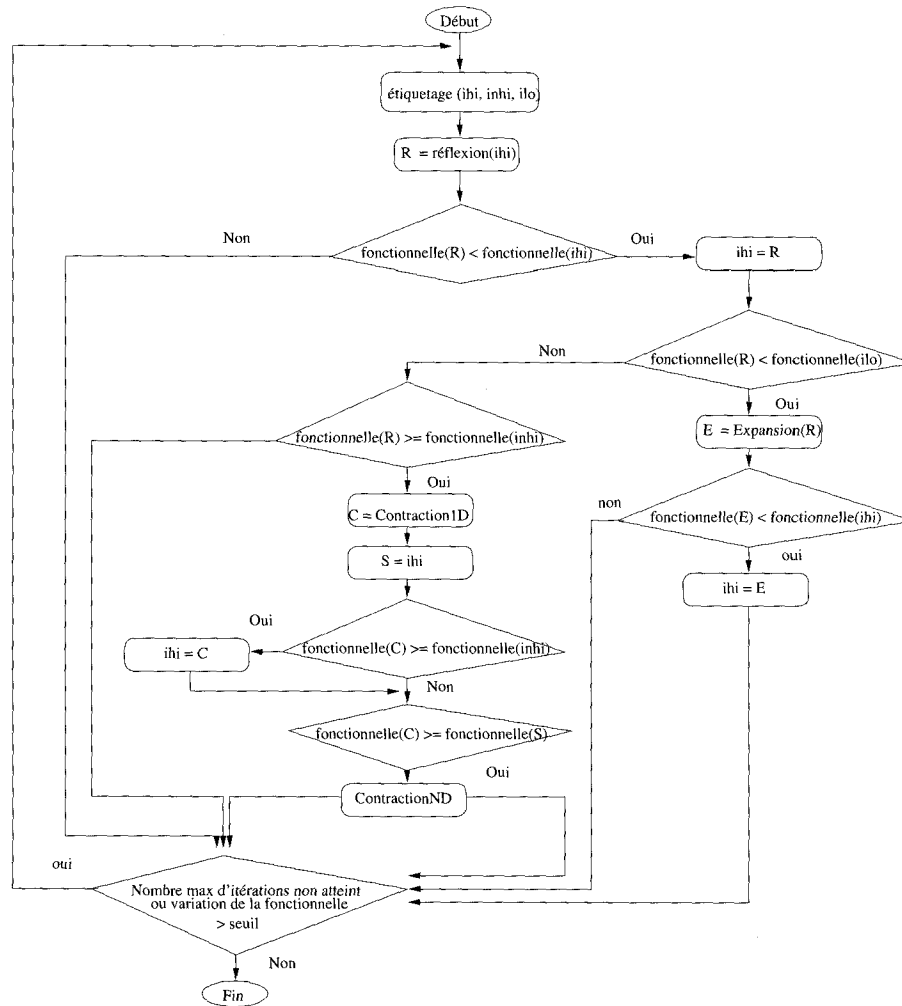 Début
étiquetage (ihi, inhi, ilo)
R = réflexion(ihi)
Non
fonctionnelle(R) < fonctionnelle(ihi)
Oui
ihi = R
Non
fonctionnelle(R) < fonctionnelle(ilo)
Oui
fonctionnelle(R) >= fonctionnelle(inhi)
E = Expansion(R)
Oui
non
C = Contraction1D
fonctionnelle(E) < fonctionnelle(ihi)
oui
S = ihi
ihi = E
Oui
ihi = C
fonctionnelle(C) >= fonctionnelle(inhi)
Non
fonctionnelle(C) >= fonctionnelle(S)
Oui
ContractionND
oui
Nombre max d'itérations non atteint
ou variation de la fonctionnelle
> seuil
Non
Fin